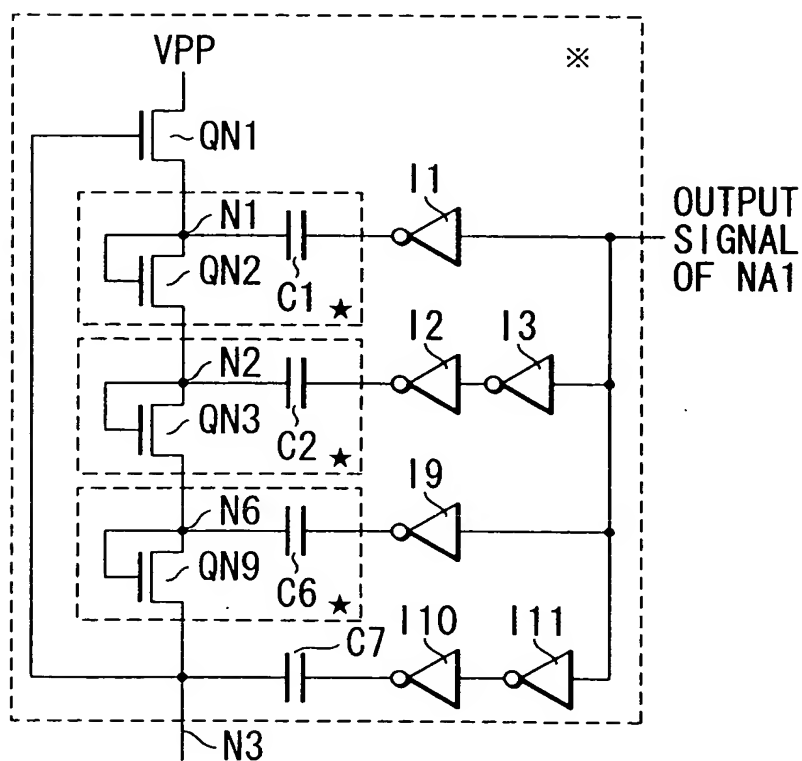 VPP
※
QN1
N1
I1
OUTPUT
SIGNAL
OF NA1
QN2
C1
★
N2
I2
I3
QN3
C2
★
N6
I9
QN9
C6
★
C7
I10
I11
N3